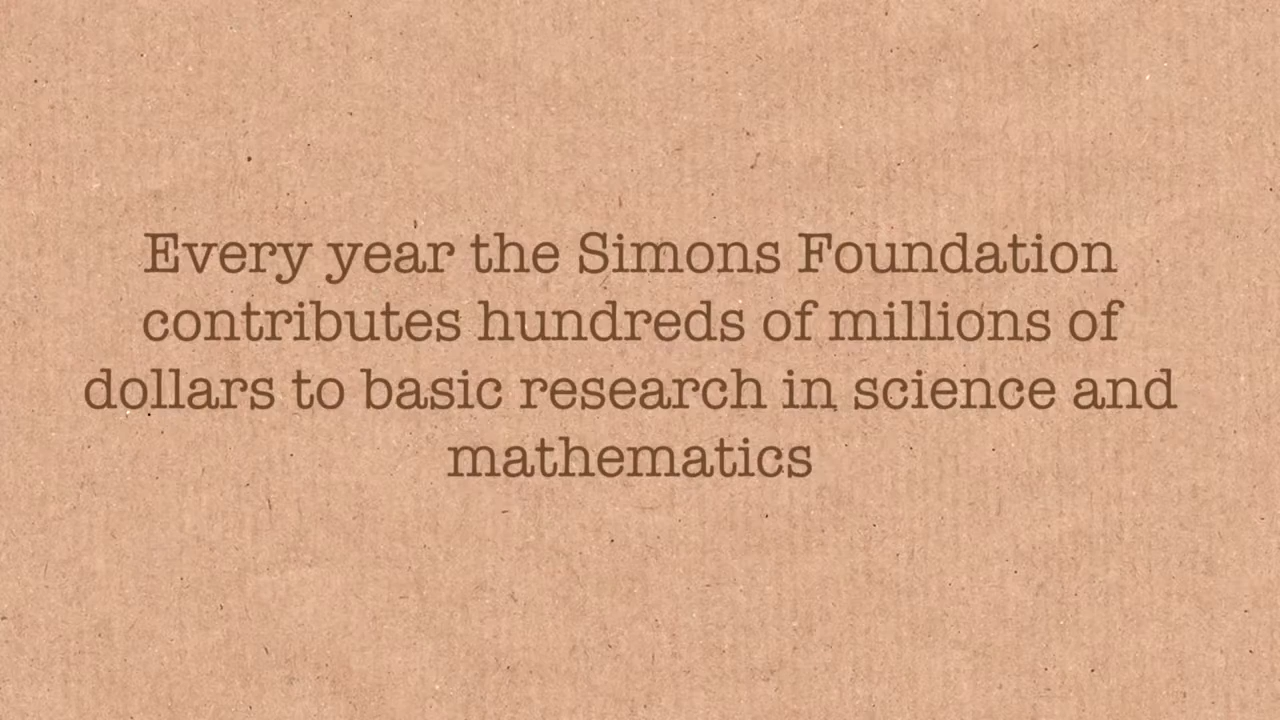 Every year the Simons Foundation
contributes hundreds of millions of
dollars to basic research in science and
mathematics